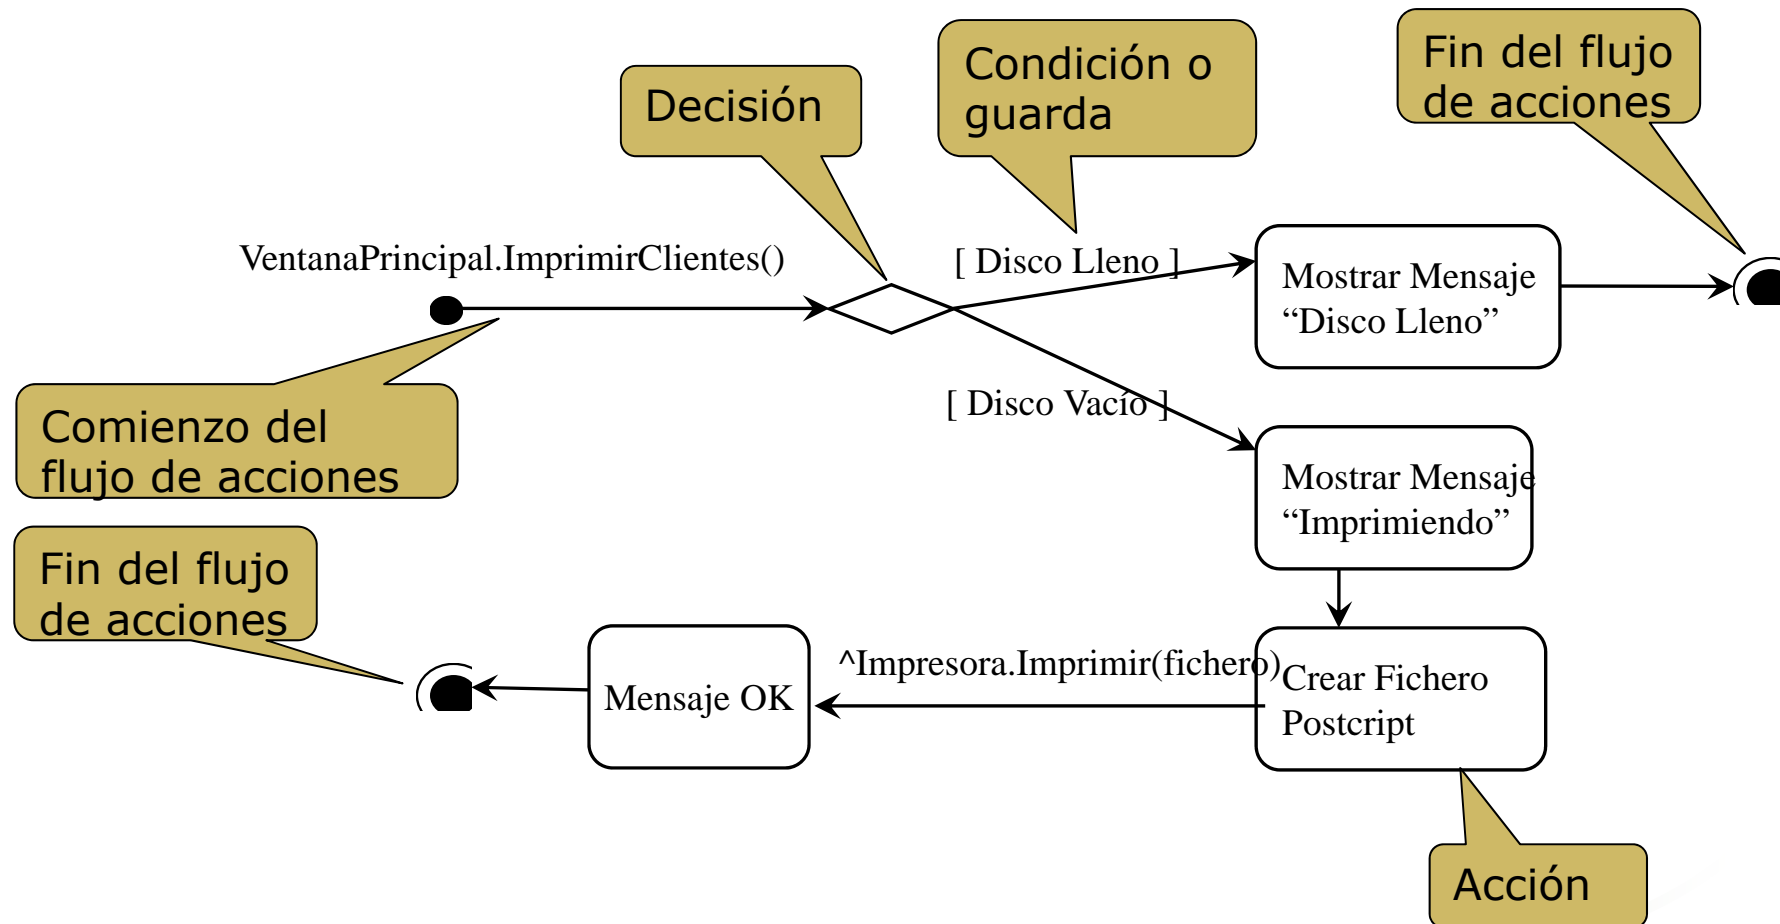 Decisión
Condición o
guarda
Fin del flujo
de acciones
VentanaPrincipal.ImprimirClientes()
[ Disco Lleno ]
Mostrar Mensaje
“Disco Lleno”
Comienzo del
flujo de acciones
[ Disco Vacío ]
Mostrar Mensaje
“Imprimiendo”
Fin del flujo
de acciones
Mensaje OK
^Impresora.Imprimir(fichero)
Crear Fichero
Postcript
Acción